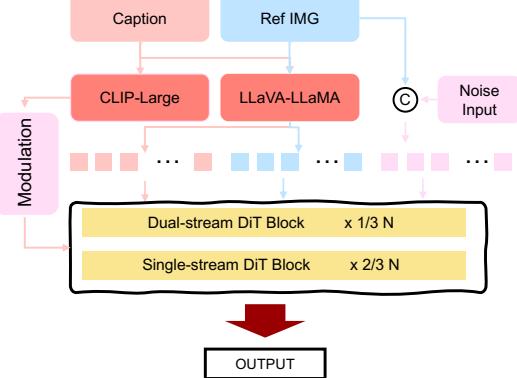 Caption
Ref IMG
CLIP-Large
LLaVA-LLaMA
C
Noise
Input
Modulation
...
...
...
Dual-stream DiT Block x 1/3 N
Single-stream DiT Block x 2/3 N
OUTPUT